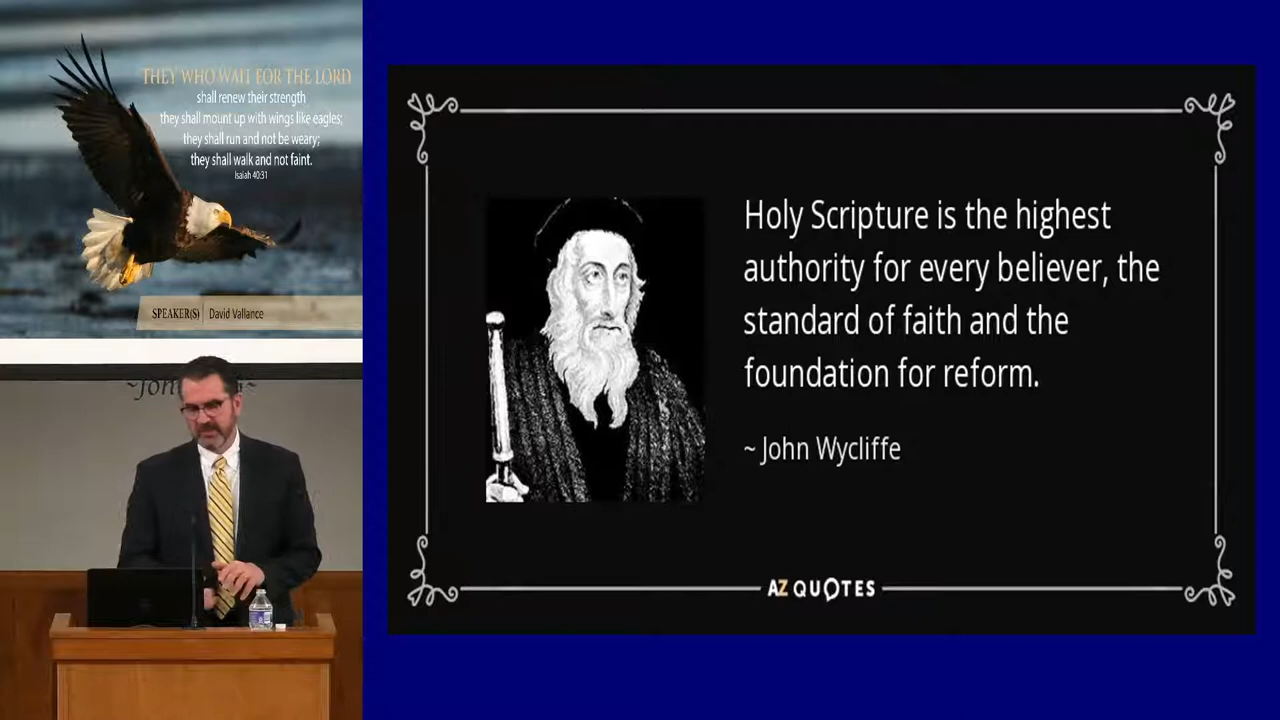 THEY WHO WAIT FOR THE LORD
shall renew their strength
they shall mount up with wings like eagles;
they shall run and not be weary;
they shall walk and not faint.
Isaiah 40:31
SPEAKER(S) David Vallance
Holy Scripture is the highest
authority for every believer, the
standard of faith and the
foundation for reform.
~ John Wycliffe
AZ QUOTES